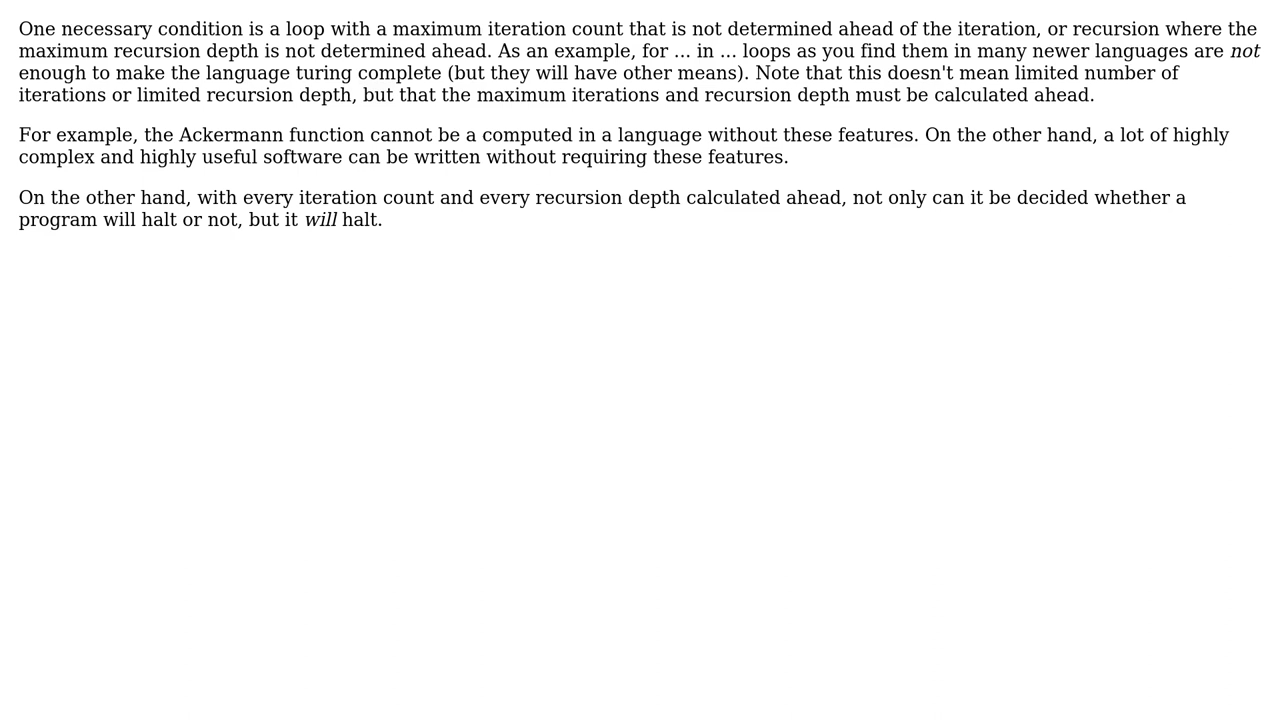 One necessary condition is a loop with a maximum iteration count that is not determined ahead of the iteration, or recursion where the
maximum recursion depth is not determined ahead. As an example, for ... in ... loops as you find them in many newer languages are not
enough to make the language turing complete (but they will have other means). Note that this doesn't mean limited number of
iterations or limited recursion depth, but that the maximum iterations and recursion depth must be calculated ahead.
For example, the Ackermann function cannot be a computed in a language without these features. On the other hand, a lot of highly
complex and highly useful software can be written without requiring these features.
On the other hand, with every iteration count and every recursion depth calculated ahead, not only can it be decided whether a
program will halt or not, but it will halt.